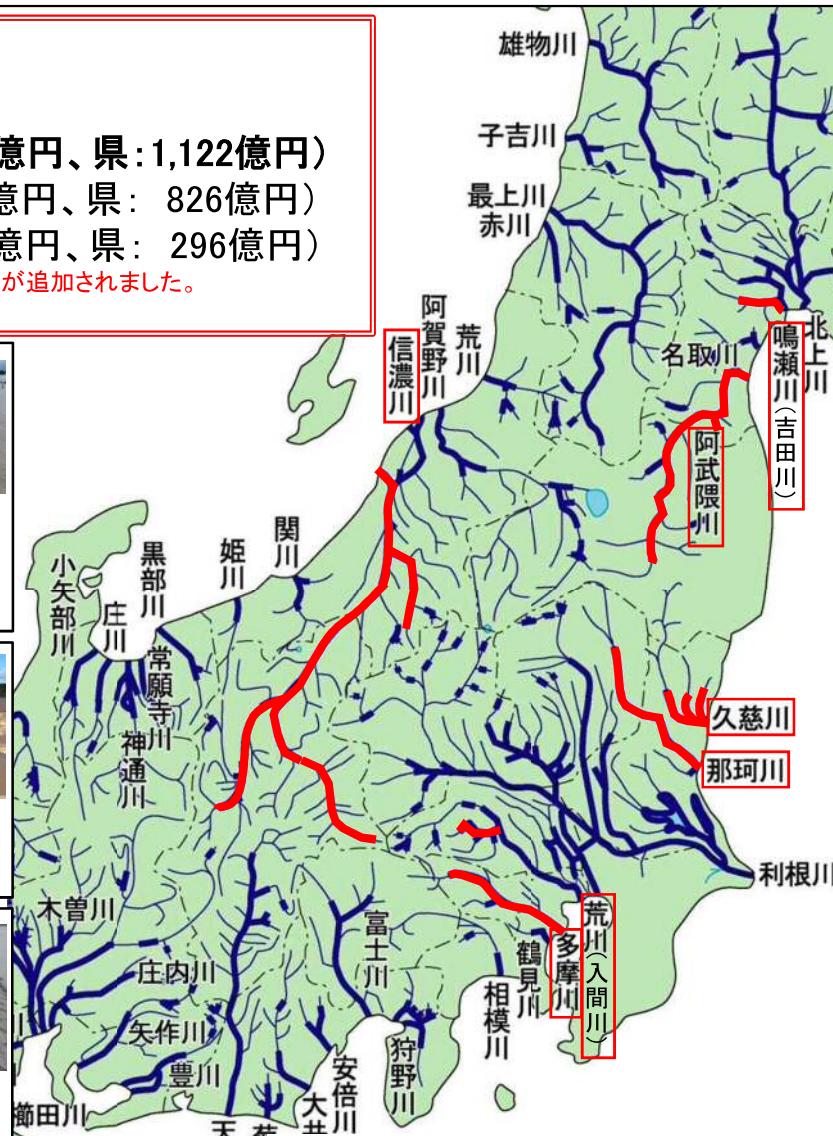 億円、県：1,122億円）
億円、県： 826億円）
億円、県： 296億円）
が追加されました。
雄物川
子吉川
最上川
赤川
荒川
阿賀野川
信濃川
北上川
鳴瀬川（吉田川）
名取川
阿武隈川
関川
姫川
黒部川
庄川
小矢部川
常願寺川
神通川
久慈川
那珂川
利根川
木曽川
庄内川
矢作川
豊川
櫛田川
富士川
荒川（入間川）
多摩川
鶴見川
相模川
狩野川
安倍川
大井
天
川